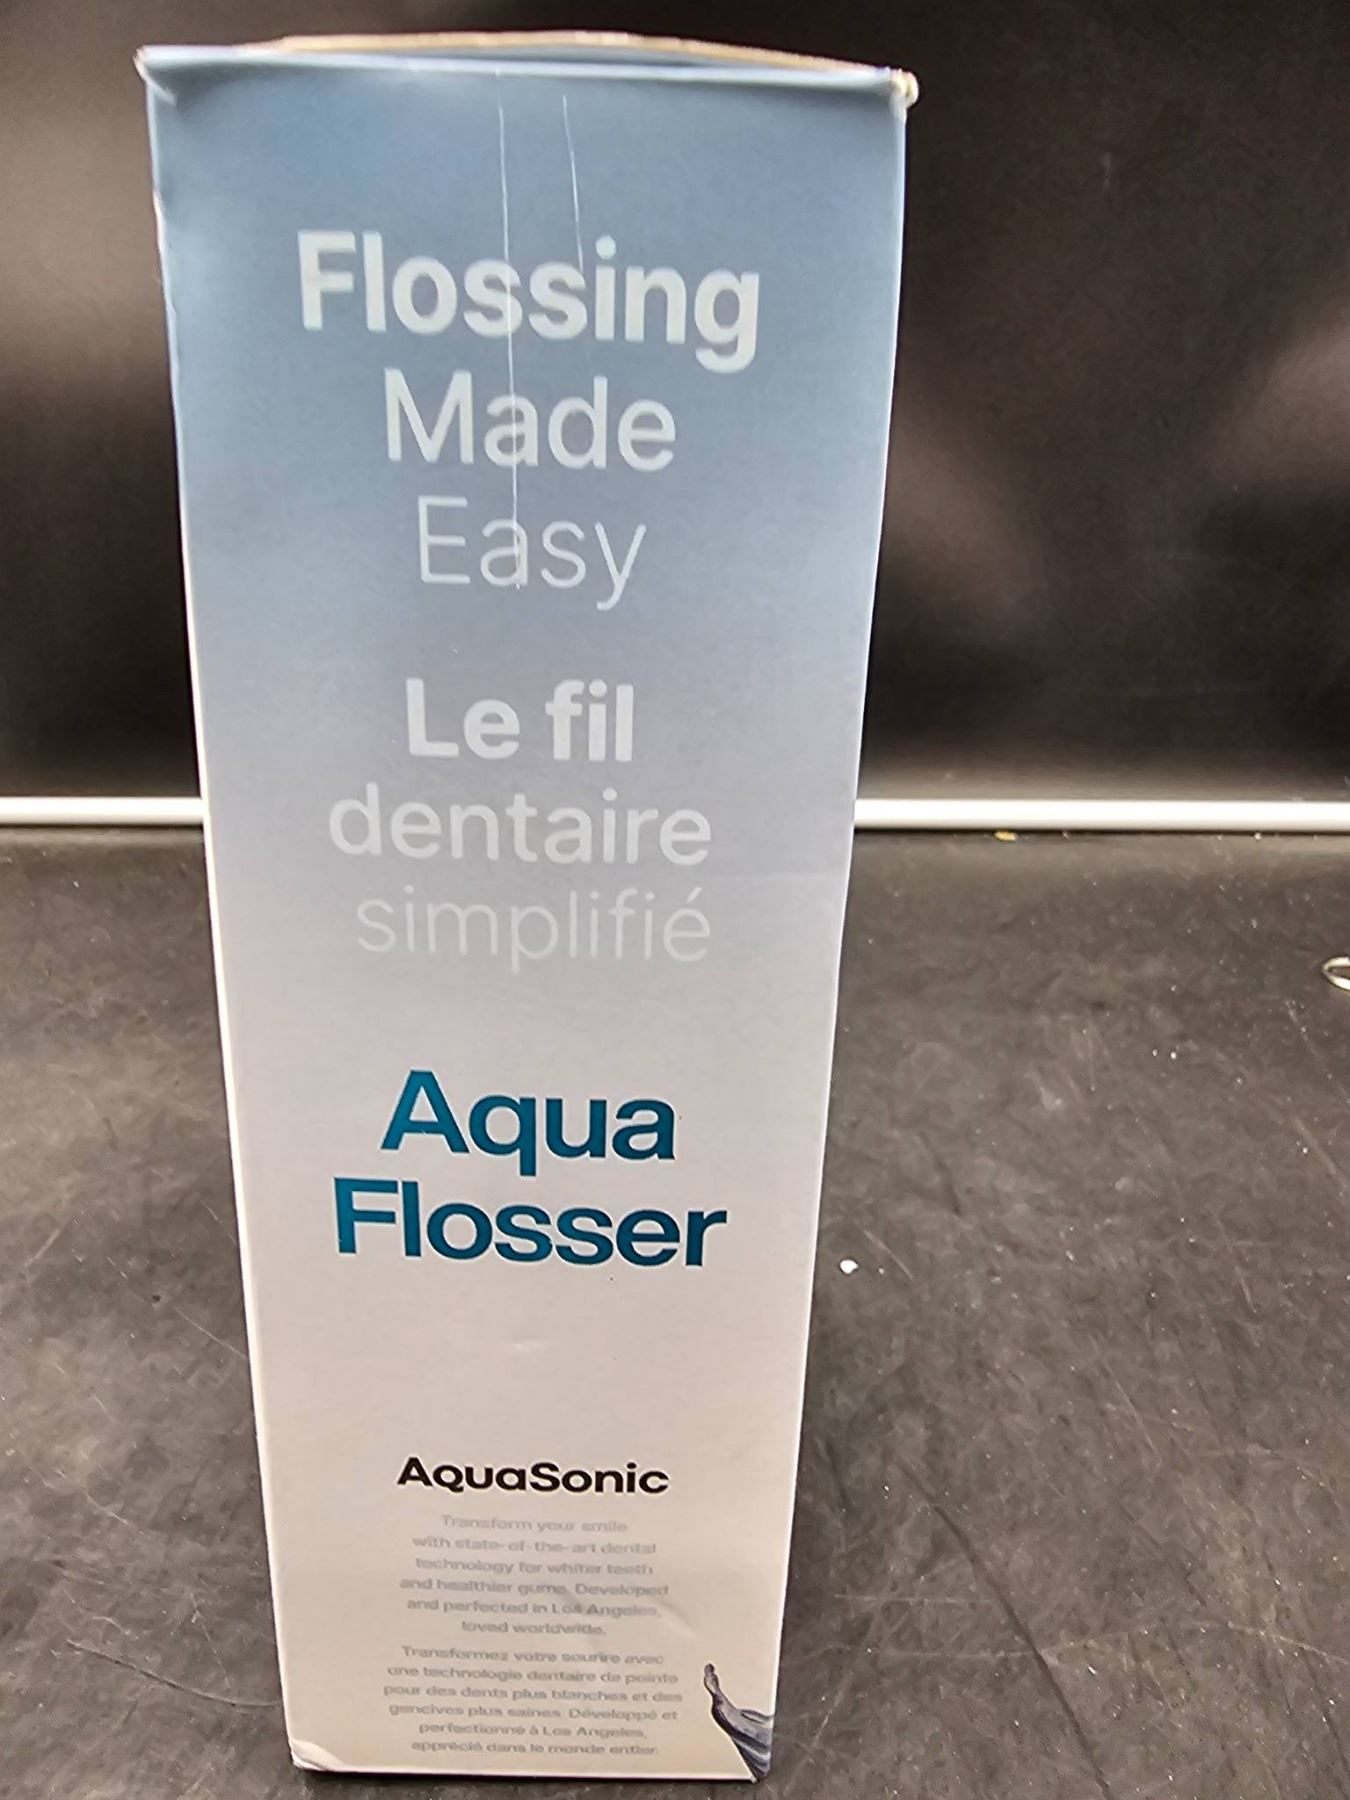 Flossing
Made
Easy
Le fil
dentaire
simplifié
Aqua
Flosser
AquaSonic
Transform your smile
with state-of-the-art dental
technology for whiter teeth
and healthier gums. Developed
and perfected in Los Angeles,
loved worldwide.
Transformez votre sourire avec
une technologie dentaire de pointe
pour des dents plus blanches et des
gencives plus saines. Développé et
perfectionné à Los Angeles,
apprécié dans le monde entier.